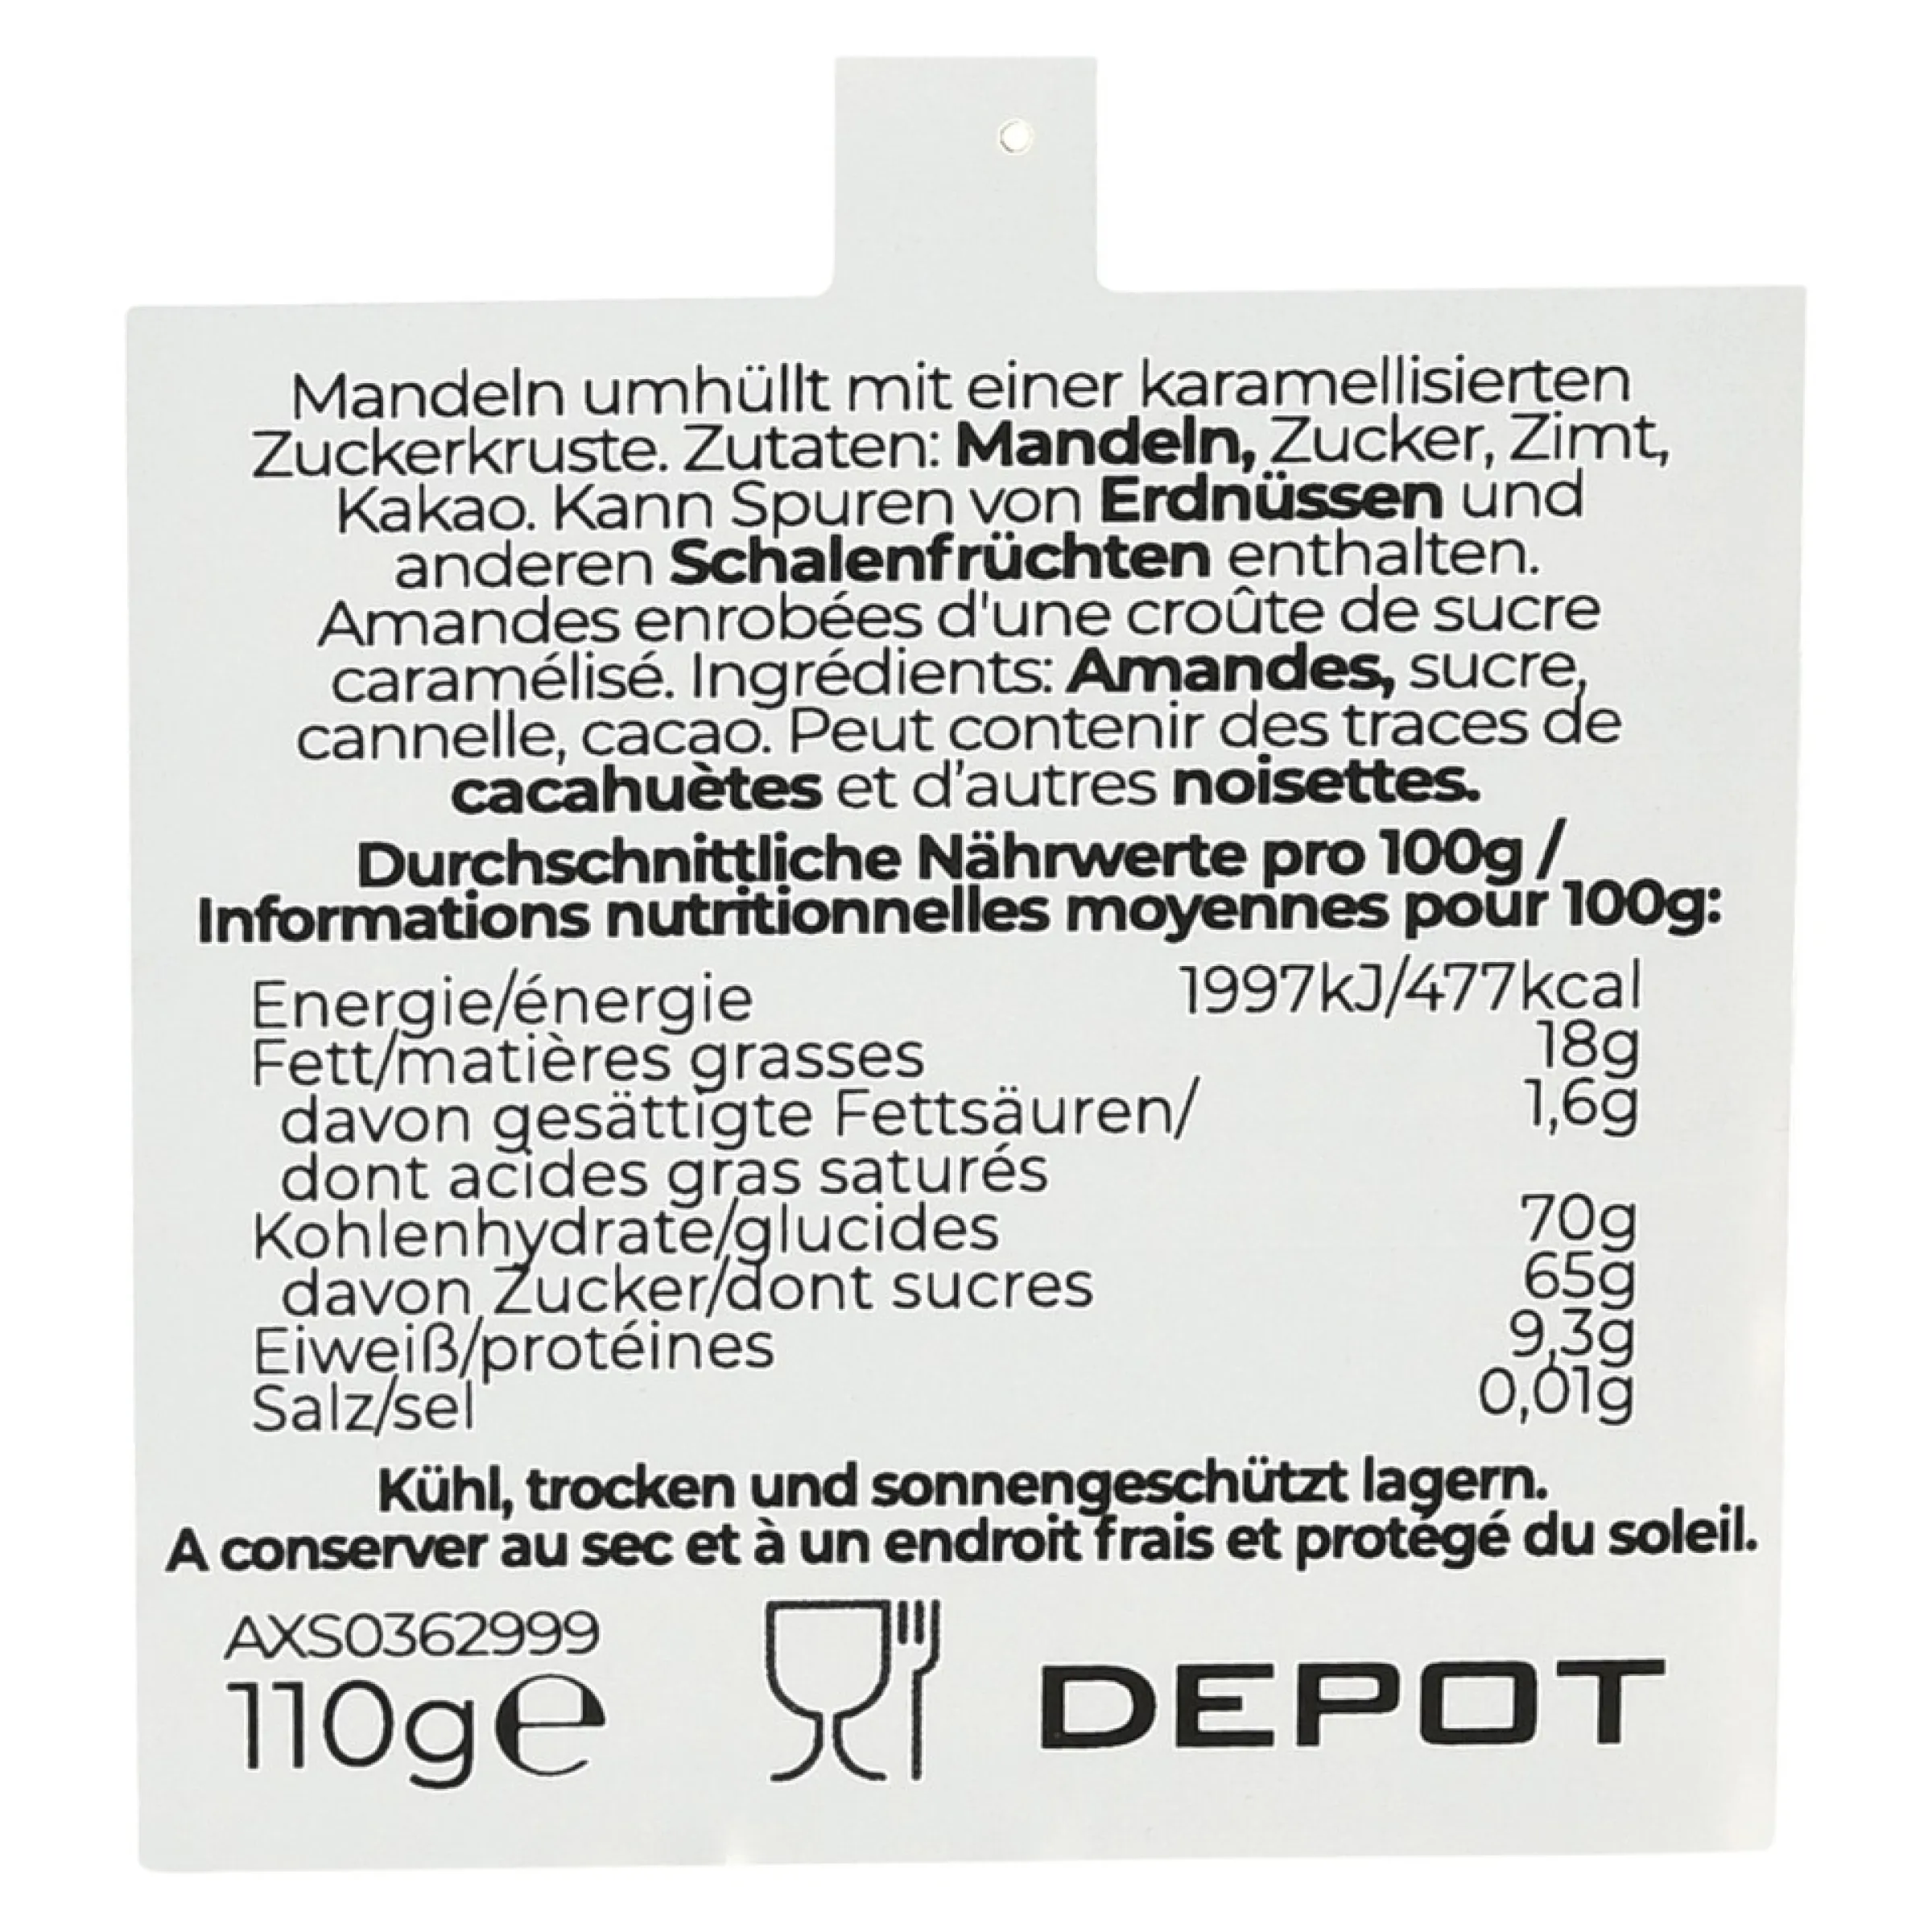 Mandeln umhüllt mit einer karamellisierten
Zuckerkruste. Zutaten: Mandeln, Zucker, Zimt,
Kakao. Kann Spuren von Erdnüssen und
anderen Schalenfrüchten enthalten.
Amandes enrobées d'une croûte de sucre
caramélisé. Ingrédients: Amandes, sucre,
cannelle, cacao. Peut contenir des traces de
cacahuètes et d’autres noisettes.
Durchschnittliche Nährwerte pro 100g /
Informations nutritionnelles moyennes pour 100g:
Energie/énergie 1997kJ/477kcal
Fett/matières grasses 18g
davon gesättigte Fettsäuren/ 1,6g
dont acides gras saturés
Kohlenhydrate/glucides 70g
davon Zucker/dont sucres 65g
Eiweiß/protéines 9,3g
Salz/sel 0,01g
Kühl, trocken und sonnengeschützt lagern.
A conserver au sec et à un endroit frais et protégé du soleil.
AXS0362999
110g℮
DEPOT